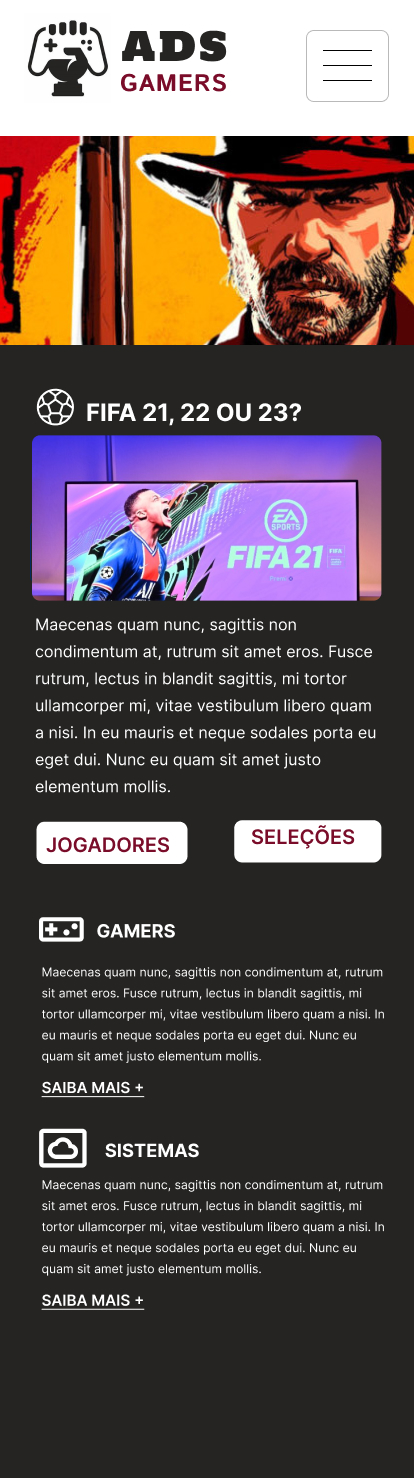 ADS
GAMERS
FIFA 21, 22 OU 23?
EA
SPORTS
FIFA 21
FIFA
Maecenas quam nunc, sagittis non
condimentum at, rutrum sit amet eros. Fusce
rutrum, lectus in blandit sagittis, mi tortor
ullamcorper mi, vitae vestibulum libero quam
a nisi. In eu mauris et neque sodales porta eu
eget dui. Nunc eu quam sit amet justo
elementum mollis.
JOGADORES
SELEÇÕES
GAMERS
Maecenas quam nunc, sagittis non condimentum at, rutrum
sit amet eros. Fusce rutrum, lectus in blandit sagittis, mi
tortor ullamcorper mi, vitae vestibulum libero quam a nisi. In
eu mauris et neque sodales porta eu eget dui. Nunc eu
quam sit amet justo elementum mollis.
SAIBA MAIS +
SISTEMAS
Maecenas quam nunc, sagittis non condimentum at, rutrum
sit amet eros. Fusce rutrum, lectus in blandit sagittis, mi
tortor ullamcorper mi, vitae vestibulum libero quam a nisi. In
eu mauris et neque sodales porta eu eget dui. Nunc eu
quam sit amet justo elementum mollis.
SAIBA MAIS +